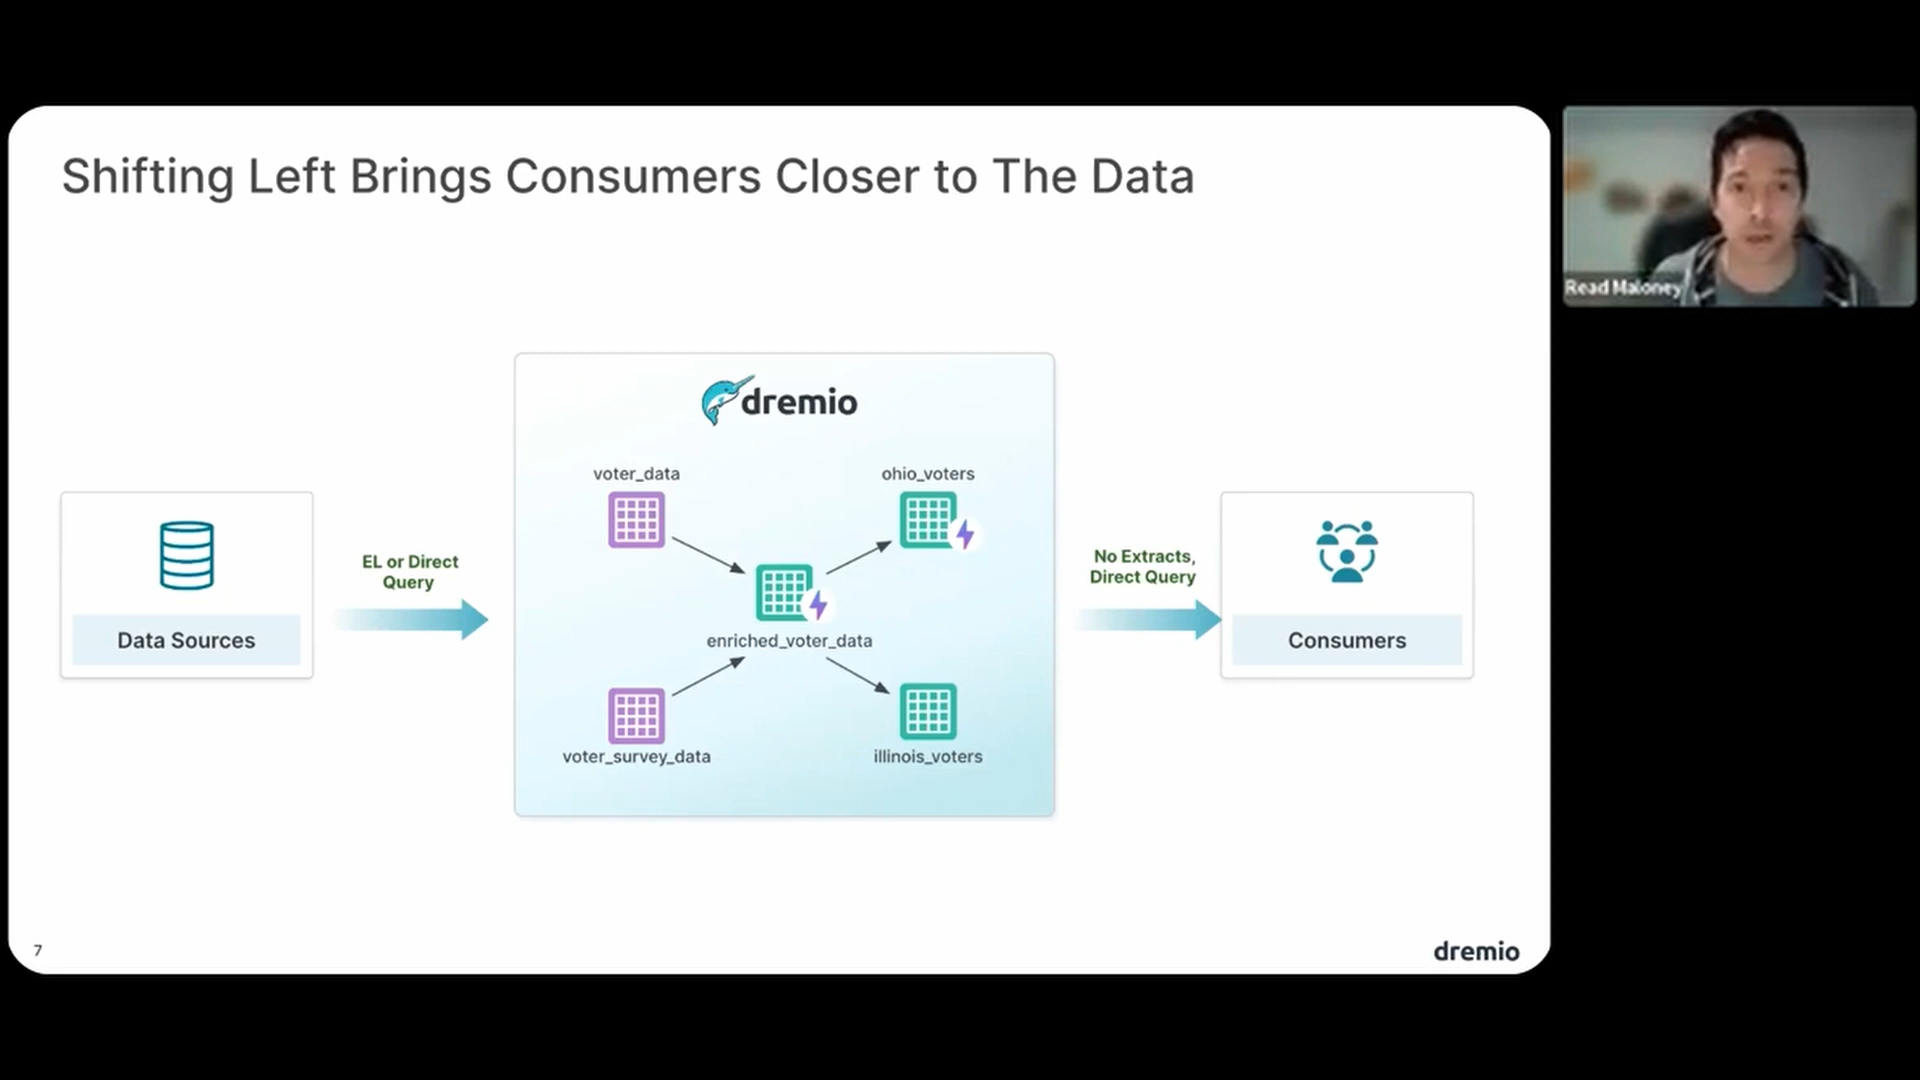 Shifting Left Brings Consumers Closer to The Data
Read Maloney
dremio
voter_data
ohio_voters
EL or Direct
Query
No Extracts,
Direct Query
Data Sources
enriched_voter_data
Consumers
voter_survey_data
illinois_voters
7
dremio